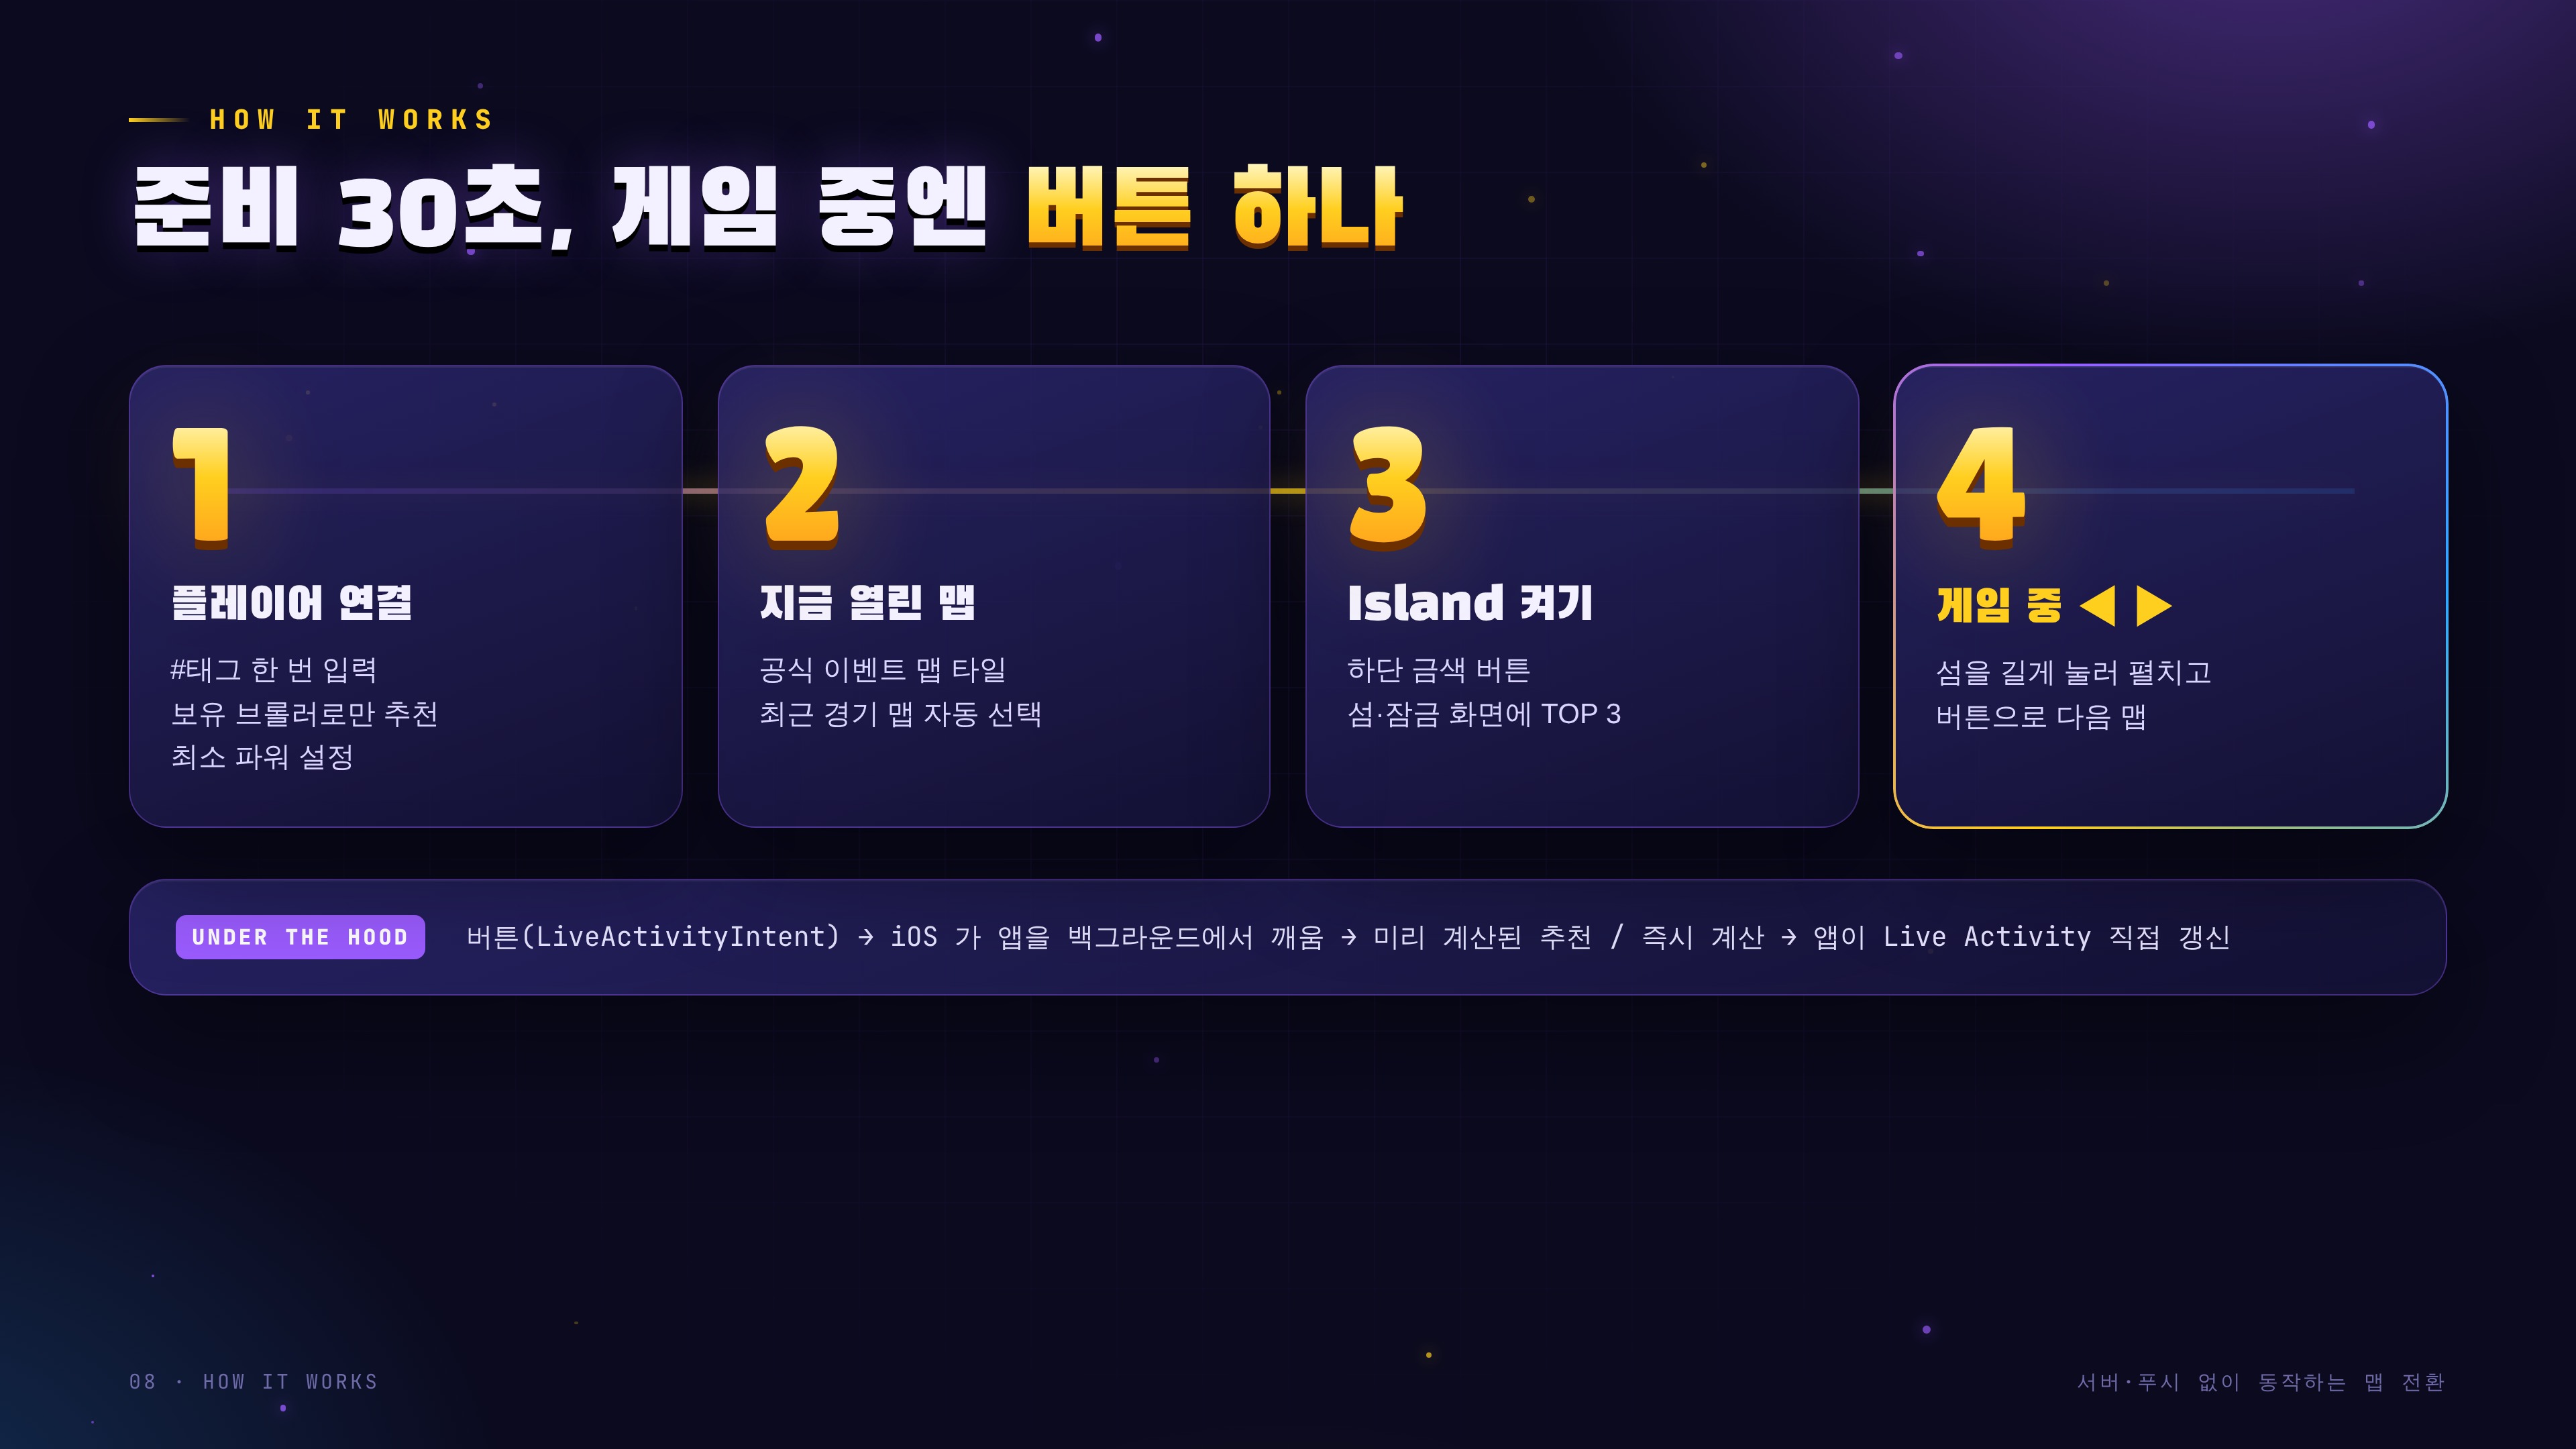 HOW IT WORKS
준비 30초, 게임 중엔 버튼 하나
1
플레이어 연결
#태그 한 번 입력
보유 브롤러로만 추천
최소 파워 설정
2
지금 열린 맵
공식 이벤트 맵 타일
최근 경기 맵 자동 선택
3
Island 켜기
하단 금색 버튼
섬·잠금 화면에 TOP 3
4
게임 중 ◀ ▶
섬을 길게 눌러 펼치고
버튼으로 다음 맵
UNDER THE HOOD
버튼(LiveActivityIntent) → iOS 가 앱을 백그라운드에서 깨움 → 미리 계산된 추천 / 즉시 계산 → 앱이 Live Activity 직접 갱신
08 · HOW IT WORKS
서버·푸시 없이 동작하는 맵 전환